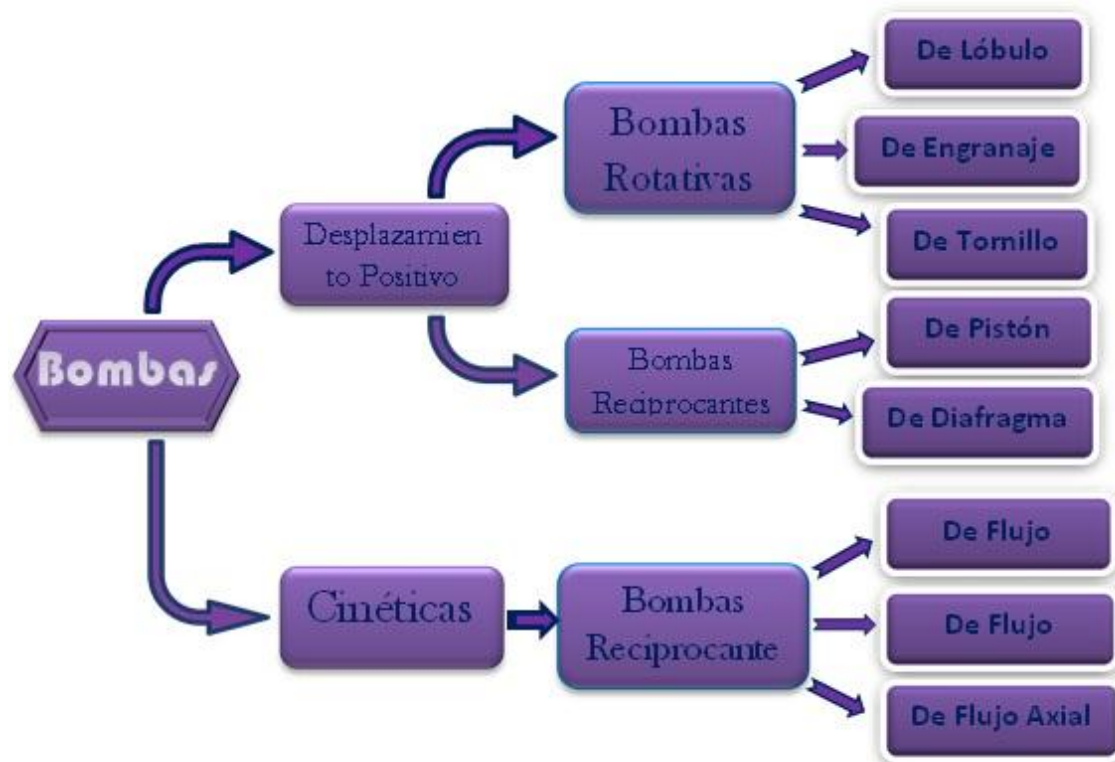 Bombas
Desplazamien
to Positivo
Bombas
Rotativas
De Lóbulo
De Engranaje
De Tornillo
Bombas
Reciprocantes
De Pistón
De Diafragma
Cinéticas
Bombas
Reciprocante
De Flujo
De Flujo
De Flujo Axial